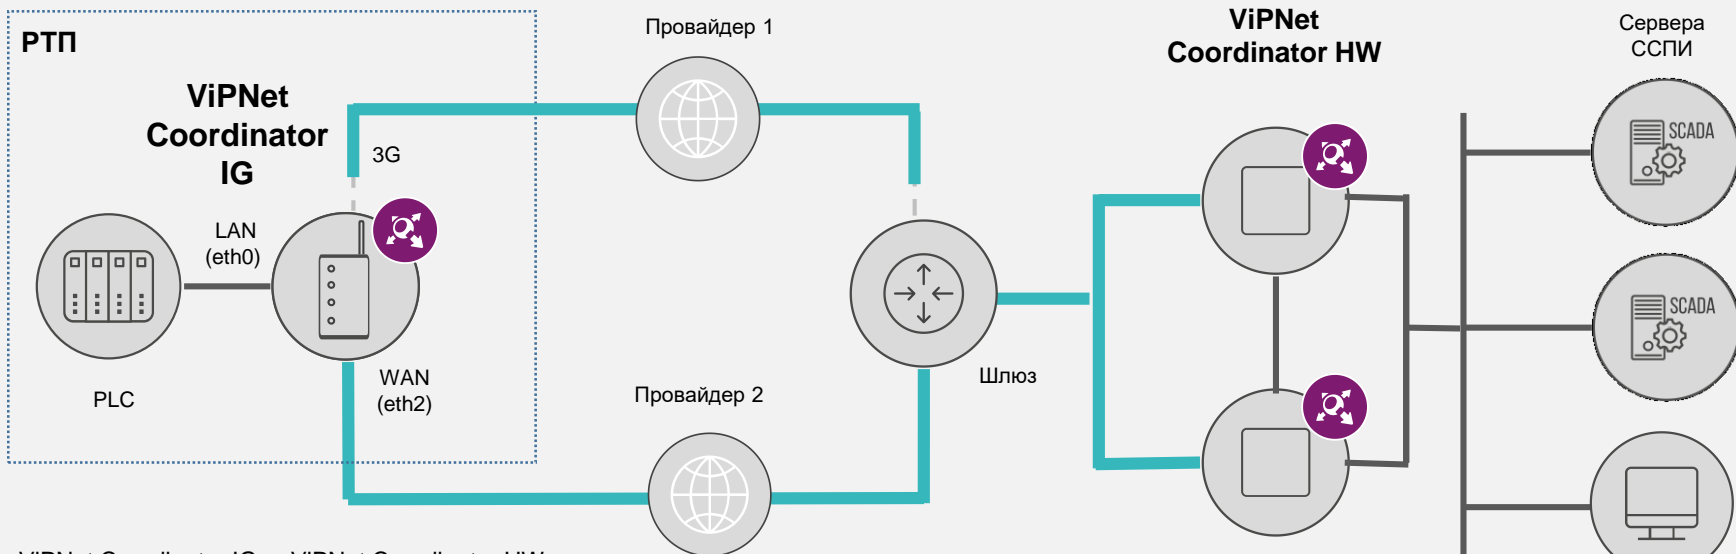 РТП
ViPNet
Coordinator
IG
3G
LAN
(eth0)
PLC
WAN
(eth2)
Провайдер 1
Провайдер 2
Шлюз
ViPNet
Coordinator HW
Сервера
ССПИ
SCADA
SCADA